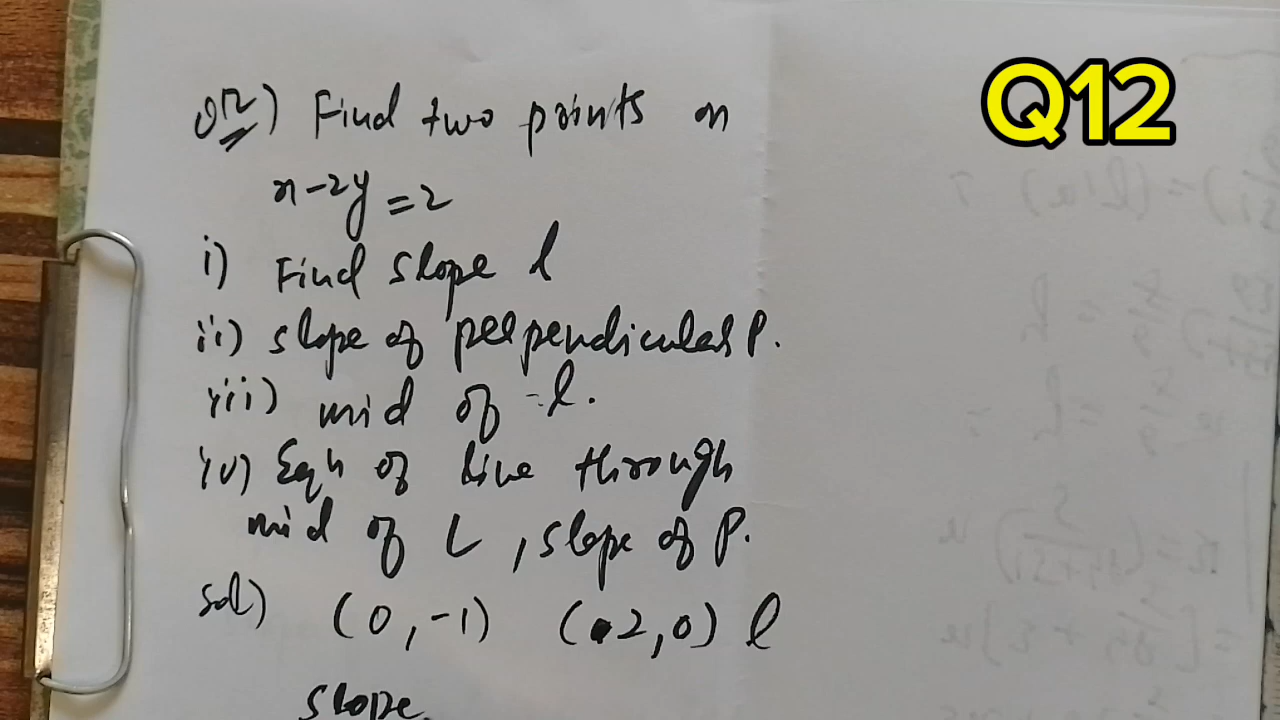 Q12
Q12) Find two points on
x-2y=2
i) Find slope l
ii) slope of perpendicular P.
iii) mid of l.
iv) Eqn of line through
mid of L, slope of P.
Sol) (0,-1) (2,0) l
slope